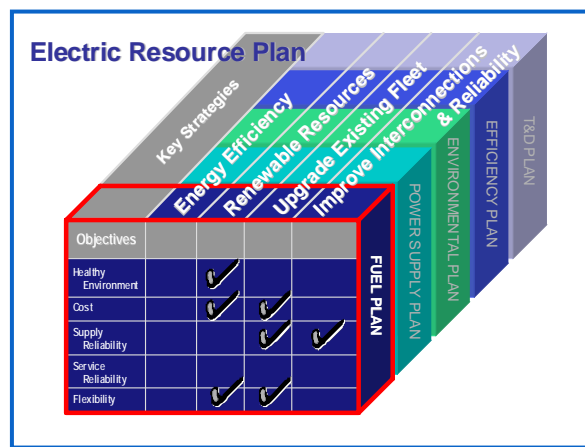 Electric Resource Plan
Key Strategies
Energy Efficiency
Renewable Resources
Upgrade Existing Fleet
Improve Interconnections
& Reliability
Objectives
Healthy
Environment
Cost
Supply
Reliability
Service
Reliability
Flexibility
FUEL PLAN
POWER SUPPLY PLAN
ENVIRONMENTAL PLAN
EFFICIENCY PLAN
T&D PLAN